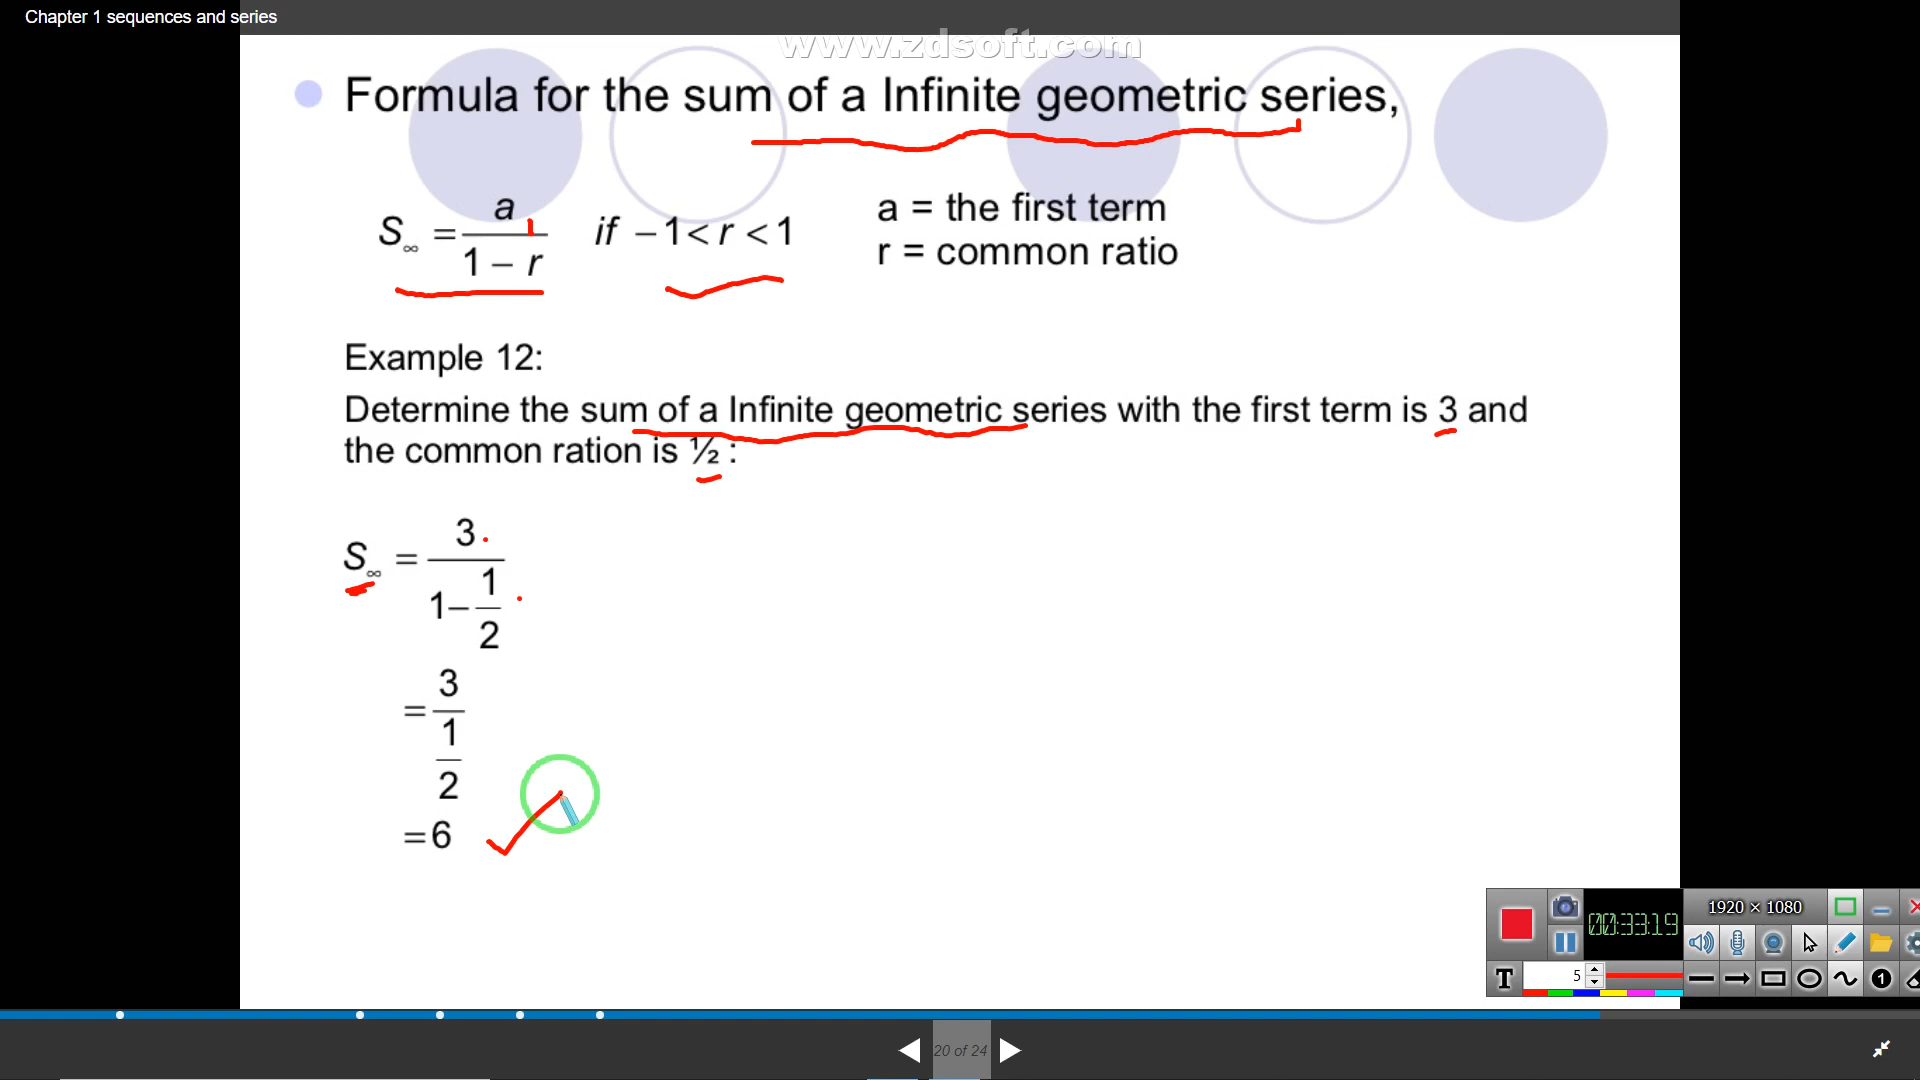 Chapter 1 sequences and series
www.zdsoft.com
Formula for the sum of a Infinite geometric series,
S∞ = a1 / (1 – r) if –1 < r < 1
a = the first term
r = common ratio
Example 12:
Determine the sum of a Infinite geometric series with the first term is 3 and
the common ration is ½ :
S∞ = 3 / (1 – 1/2)
= 3 / (1/2)
= 6
1920 × 1080
00:33:19
T 5
1
20 of 24